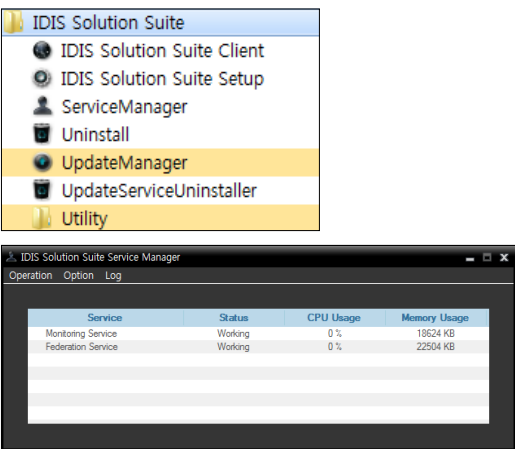 IDIS Solution Suite
IDIS Solution Suite Client
IDIS Solution Suite Setup
ServiceManager
Uninstall
UpdateManager
UpdateServiceUninstaller
Utility
IDIS Solution Suite Service Manager
Operation Option Log
Service Status CPU Usage Memory Usage
Monitoring Service Working 0 % 18624 KB
Federation Service Working 0 % 22504 KB